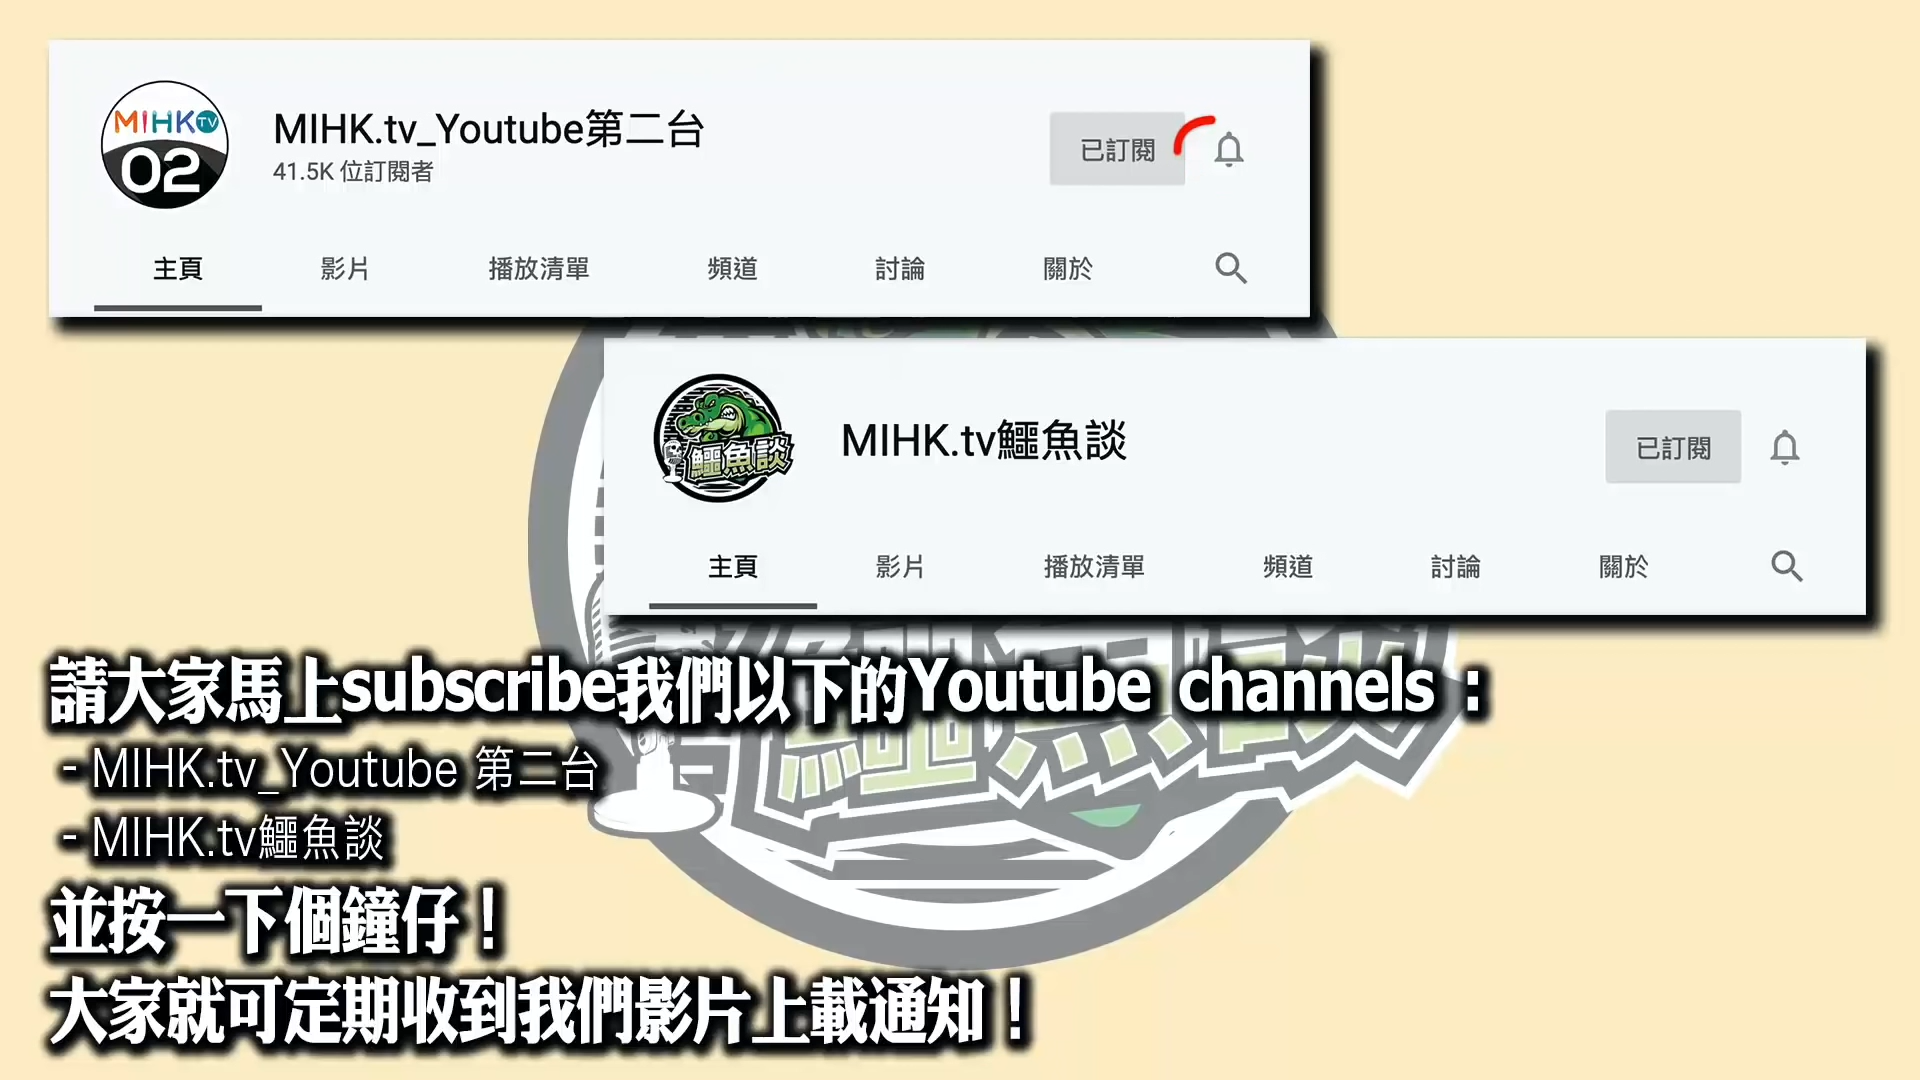 MIHK TV
02
MIHK.tv_Youtube第二台
41.5K 位訂閱者
已訂閱
主頁 影片 播放清單 頻道 討論 關於
鱷魚談
MIHK.tv鱷魚談
已訂閱
主頁 影片 播放清單 頻道 討論 關於
鱷魚談
請大家馬上subscribe我們以下的Youtube channels：
- MIHK.tv_Youtube 第二台
- MIHK.tv鱷魚談
並按一下個鐘仔！
大家就可定期收到我們影片上載通知！